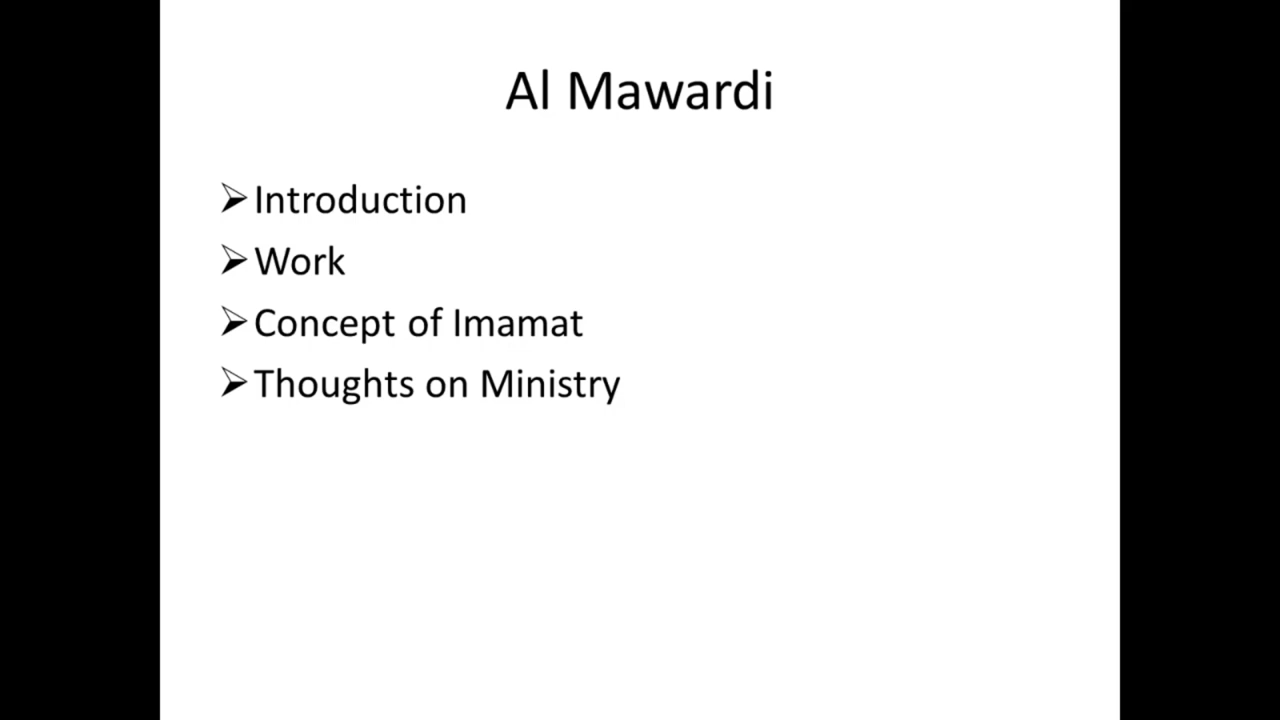 Al Mawardi
Introduction
Work
Concept of Imamat
Thoughts on Ministry